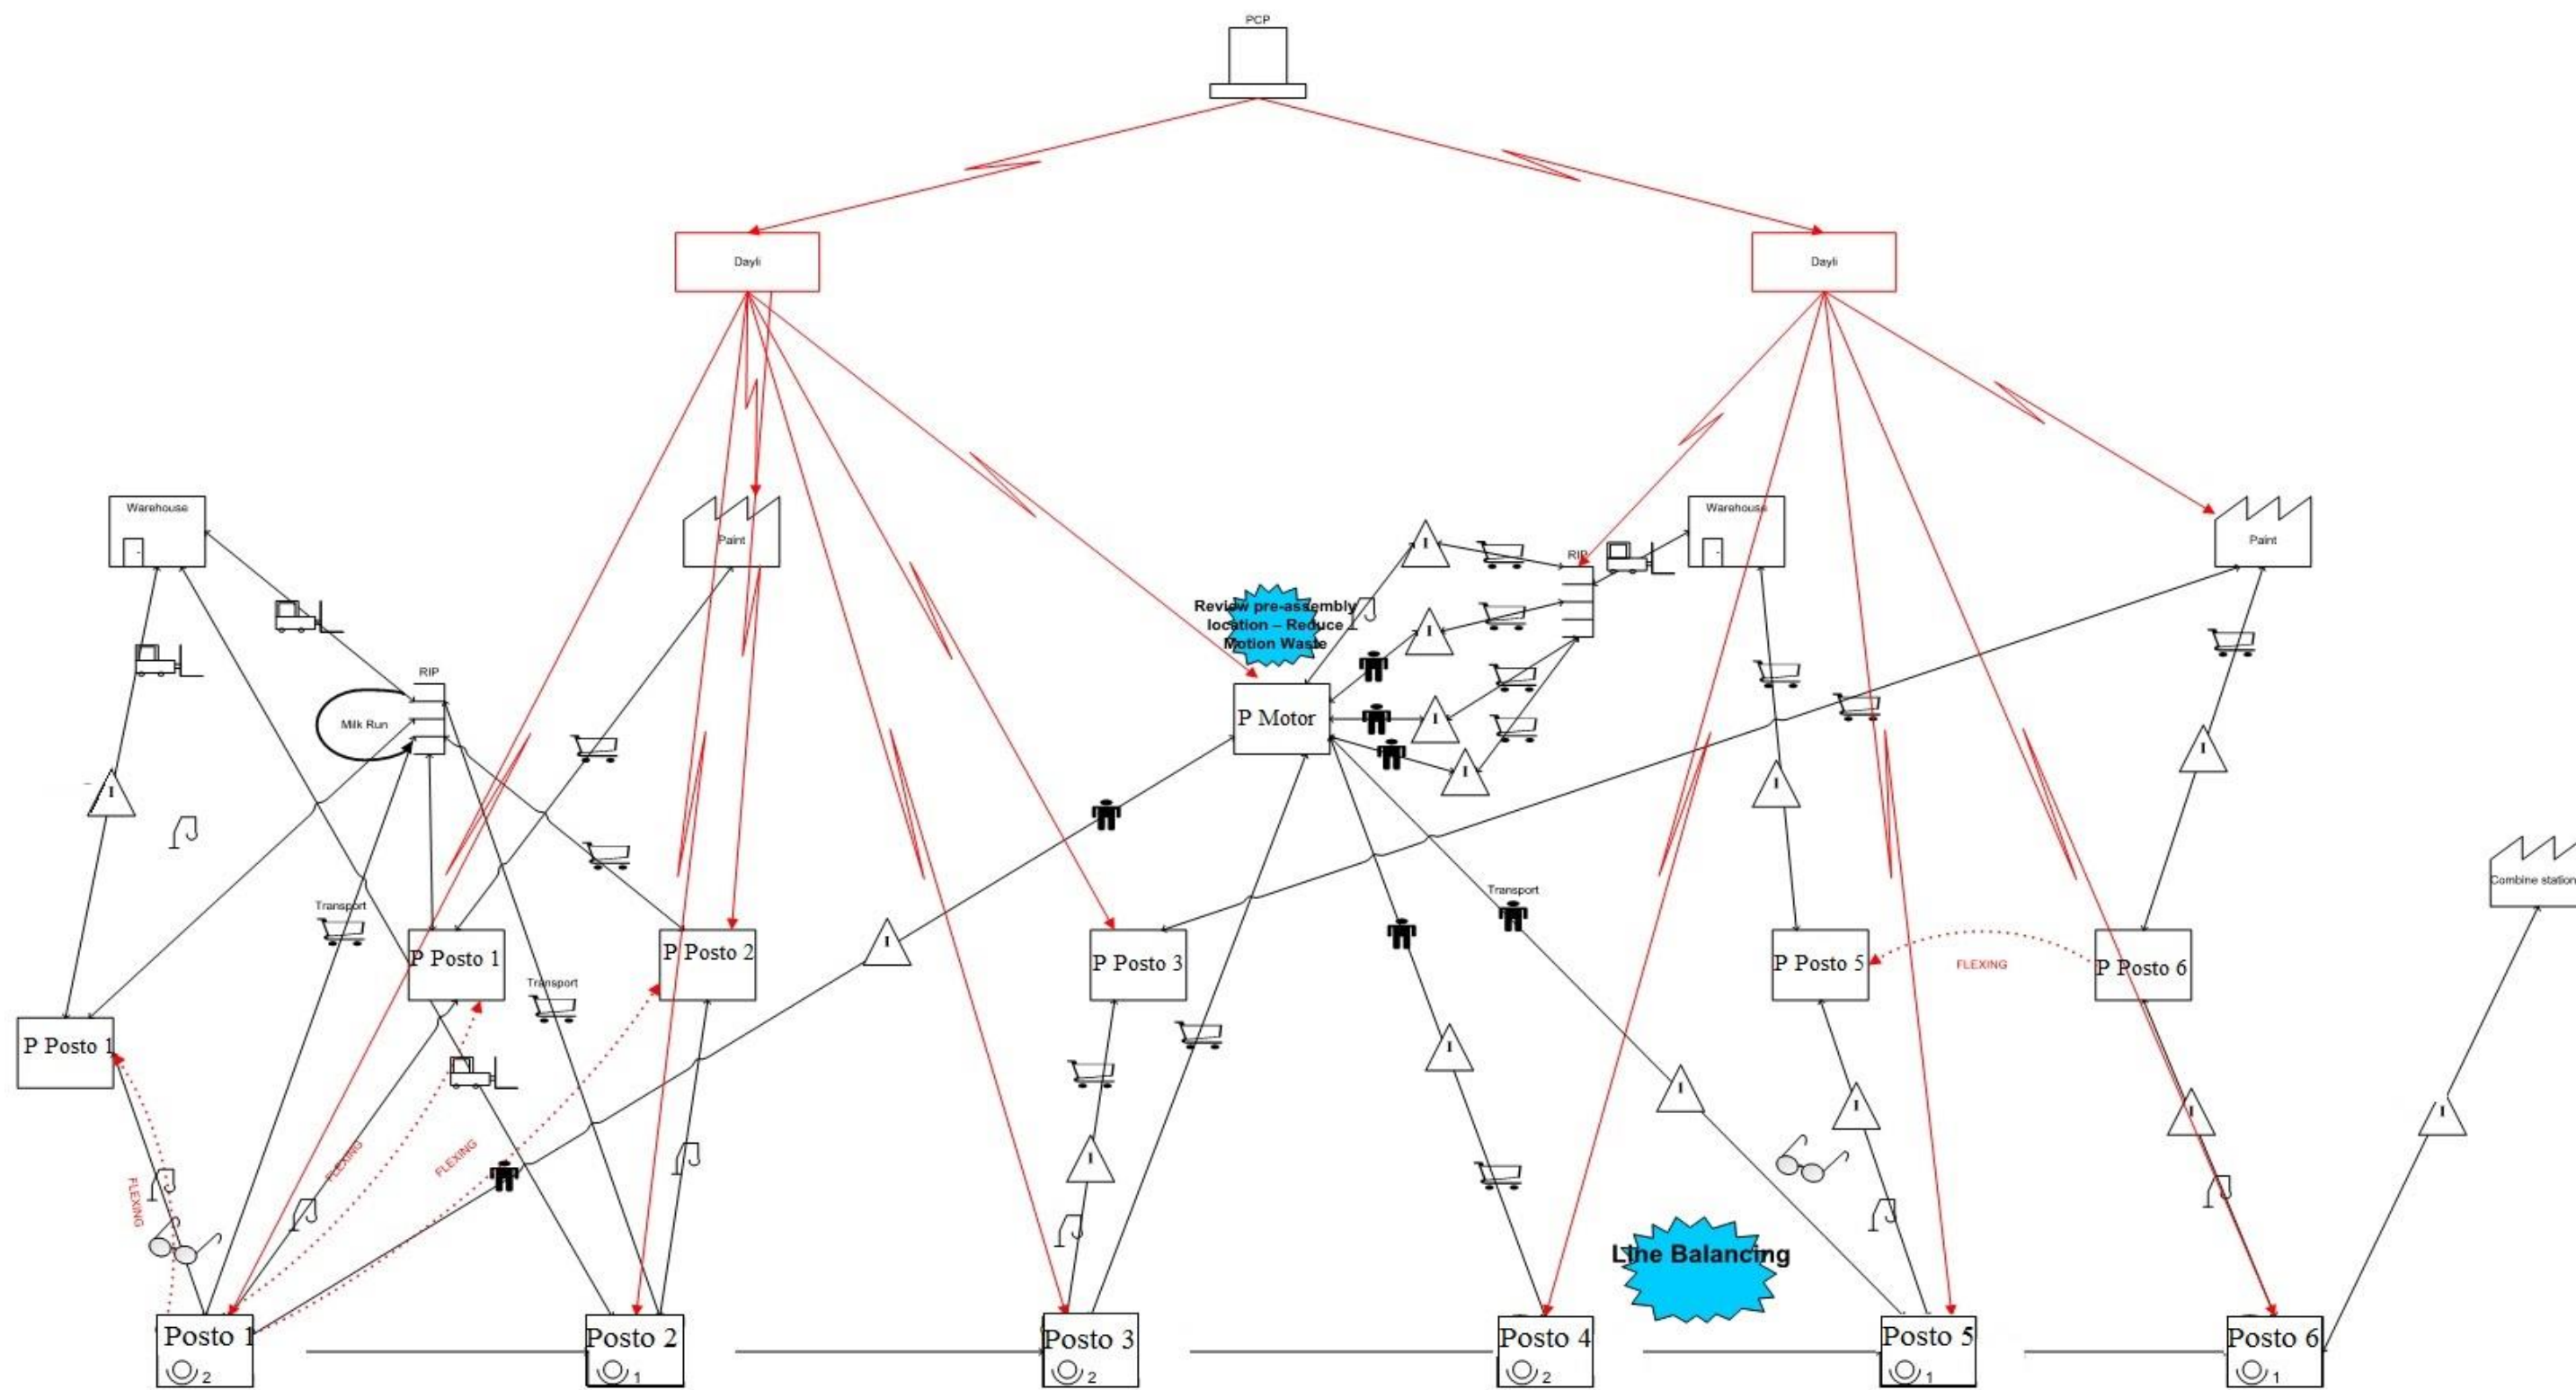 PCP
Dayli
Dayli
Warehouse
Paint
Warehouse
Paint
RIP
Review pre-assembly
location – Reduce
Motion Waste
RIP
Milk Run
P Motor
I
I
I
I
I
I
I
Combine station
Transport
Transport
P Posto 1
P Posto 2
P Posto 3
P Posto 5
FLEXING
P Posto 6
I
Transport
P Posto 1
I
I
I
I
I
I
FLEXING
FLEXING
FLEXING
Line Balancing
Posto 1
2
Posto 2
1
Posto 3
2
Posto 4
2
Posto 5
1
Posto 6
1